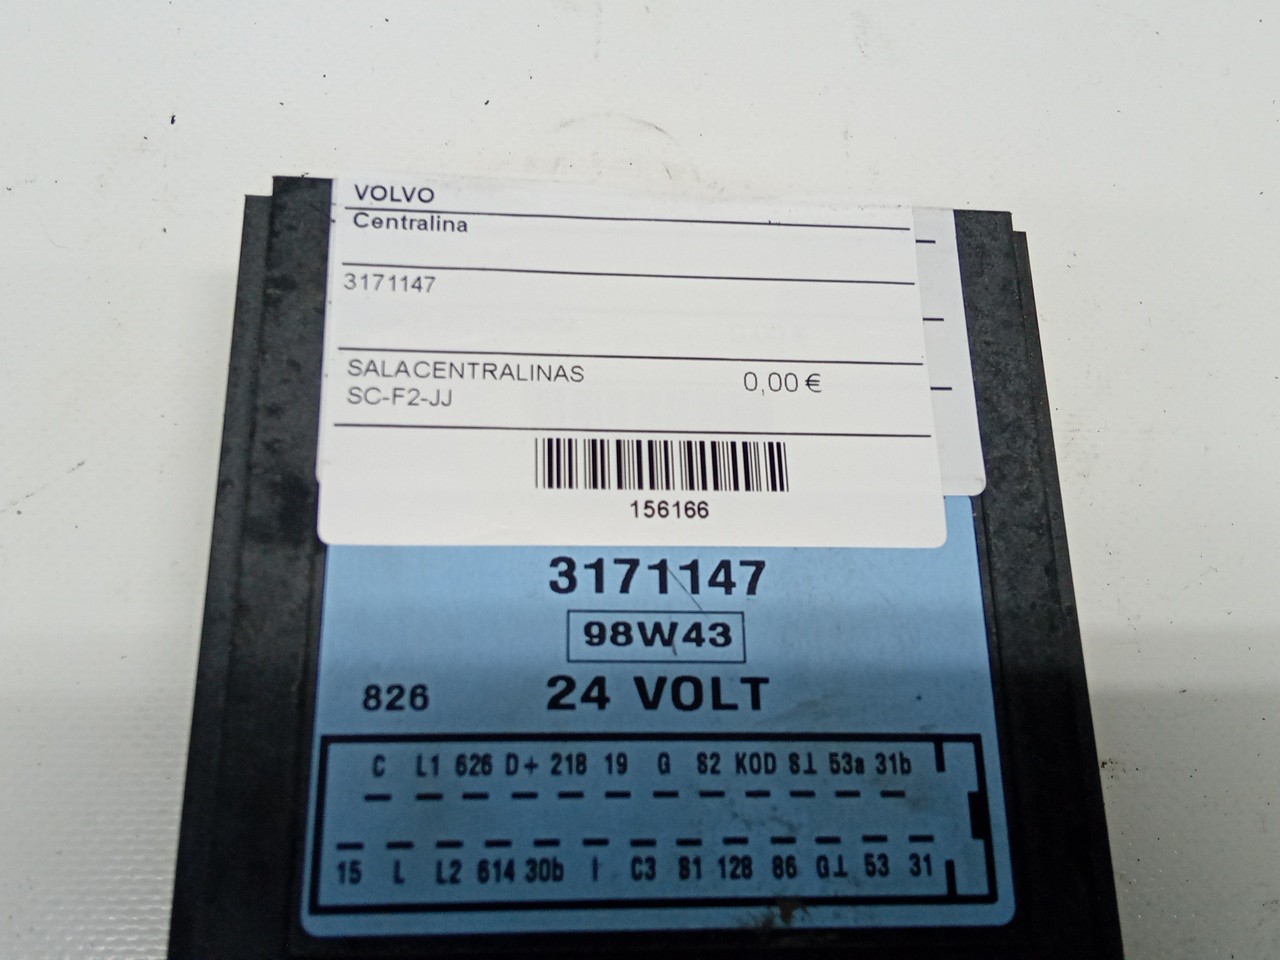 VOLVO
Centralina
3171147
SALACENTRALINAS 0,00 €
SC-F2-JJ
156166
3171147
98W43
826 24 VOLT
C L1 626 D+ 218 19 G S2 KOD S⊥ 53a 31b
15 L L2 614 30b I C3 S1 128 86 G⊥ 53 31